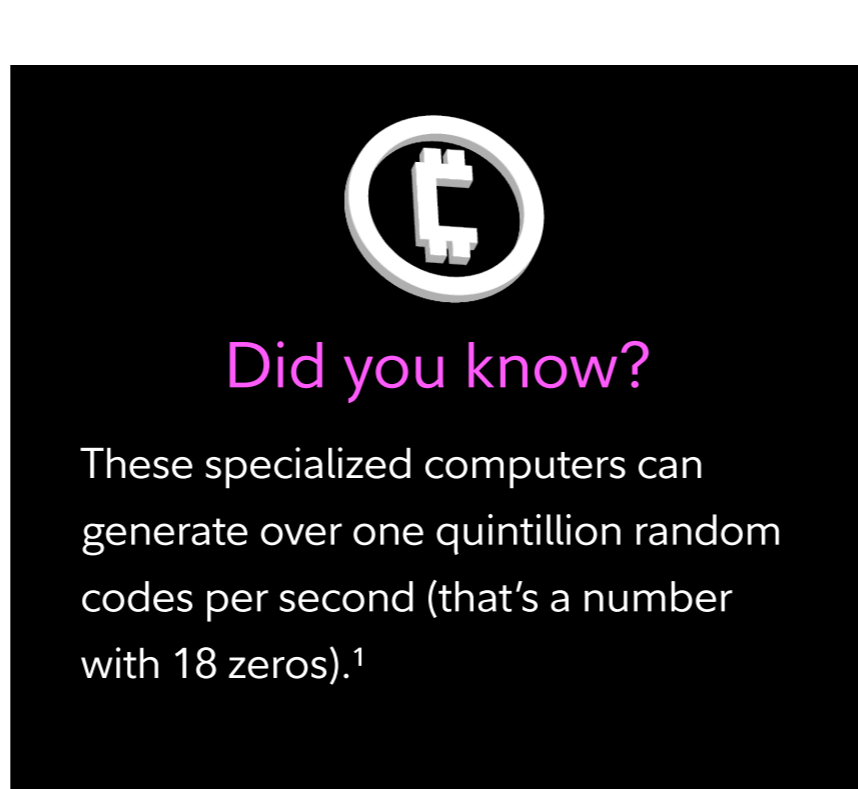 Did you know?
These specialized computers can
generate over one quintillion random
codes per second (that’s a number
with 18 zeros).¹